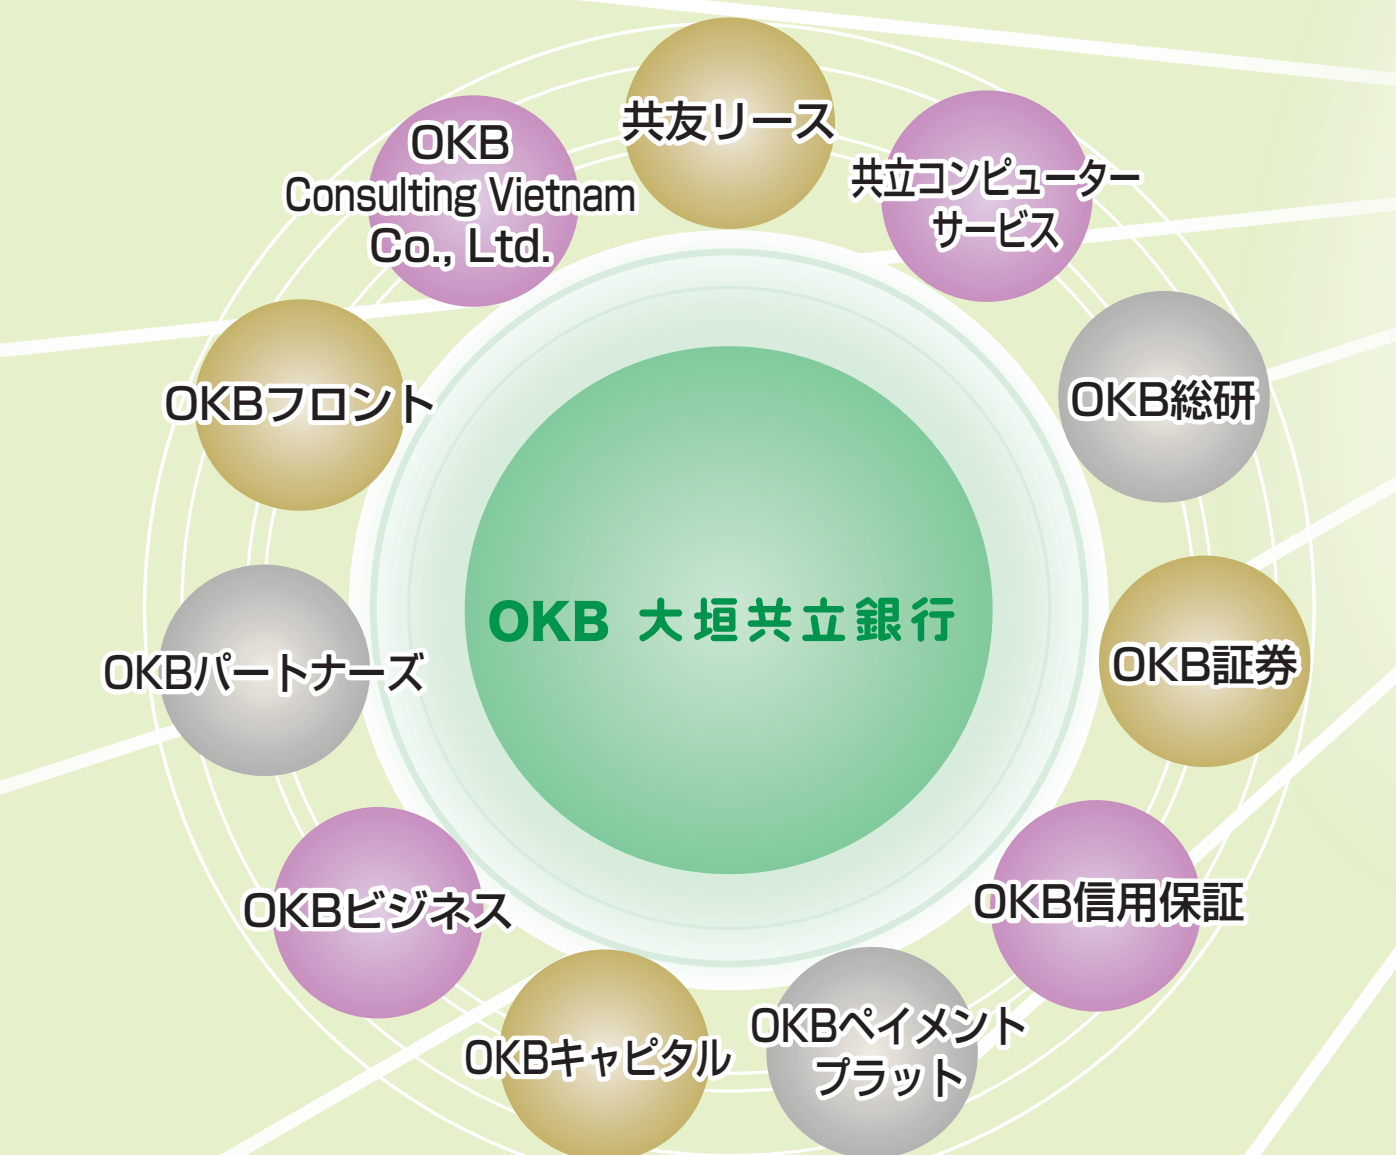 共友リース
OKB
Consulting Vietnam
Co., Ltd.
共立コンピューター
サービス
OKBフロント
OKB総研
OKB 大垣共立銀行
OKBパートナーズ
OKB証券
OKBビジネス
OKB信用保証
OKBキャピタル
OKBペイメント
プラット